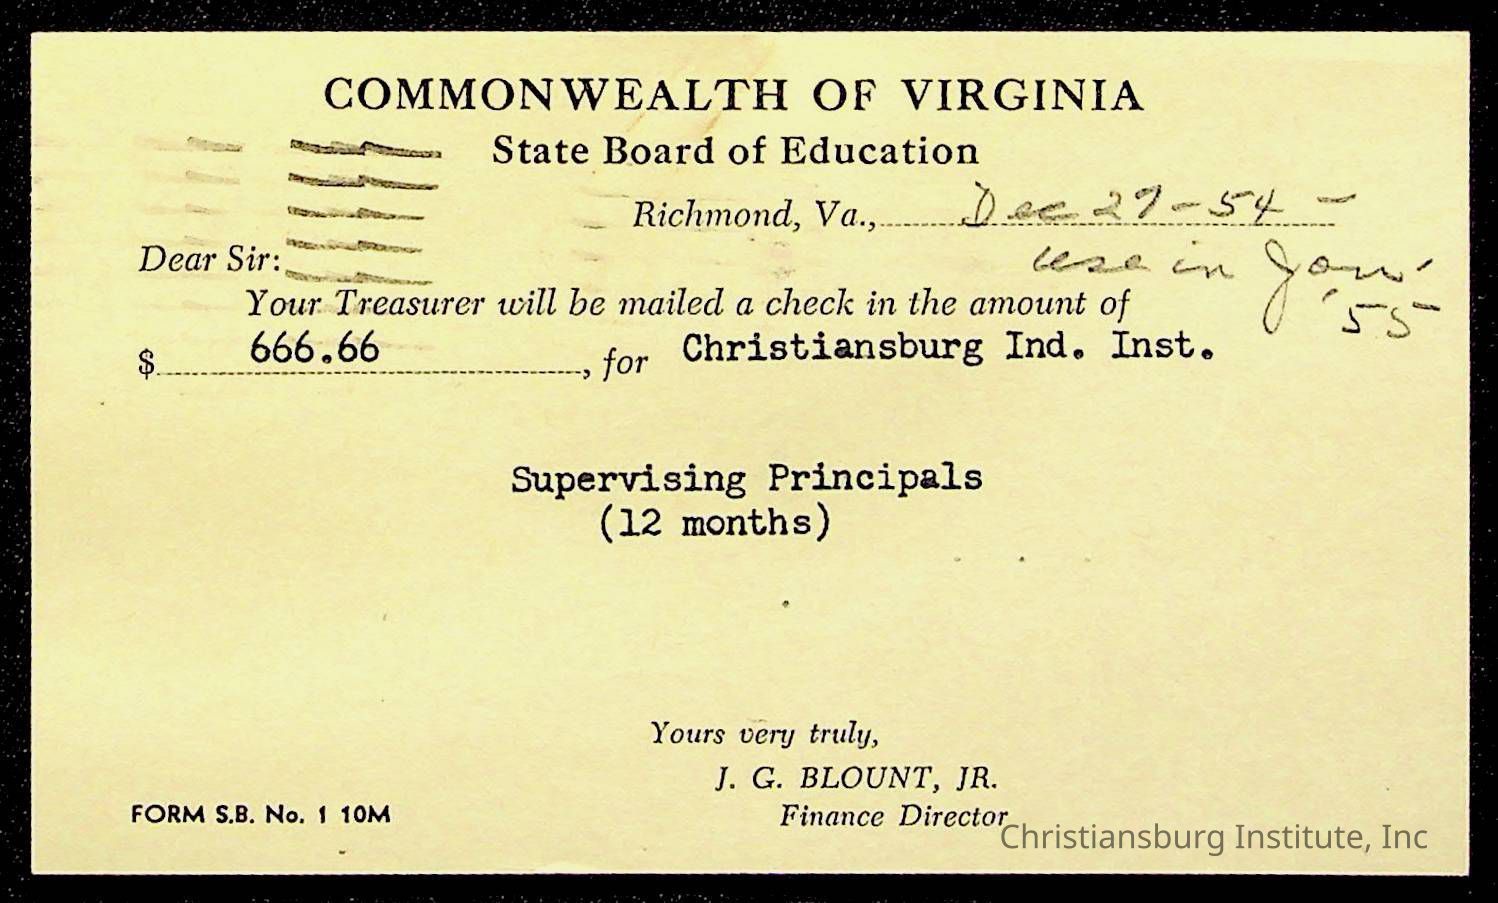 COMMONWEALTH OF VIRGINIA
State Board of Education
Richmond, Va., Dec 29-54 -
use in Jan'
'55-
Dear Sir:
Your Treasurer will be mailed a check in the amount of
$ 666.66, for Christiansburg Ind. Inst.
Supervising Principals
(12 months)
Yours very truly,
J. G. BLOUNT, JR.
Finance Director
FORM S.B. No. 1 10M
Christiansburg Institute, Inc